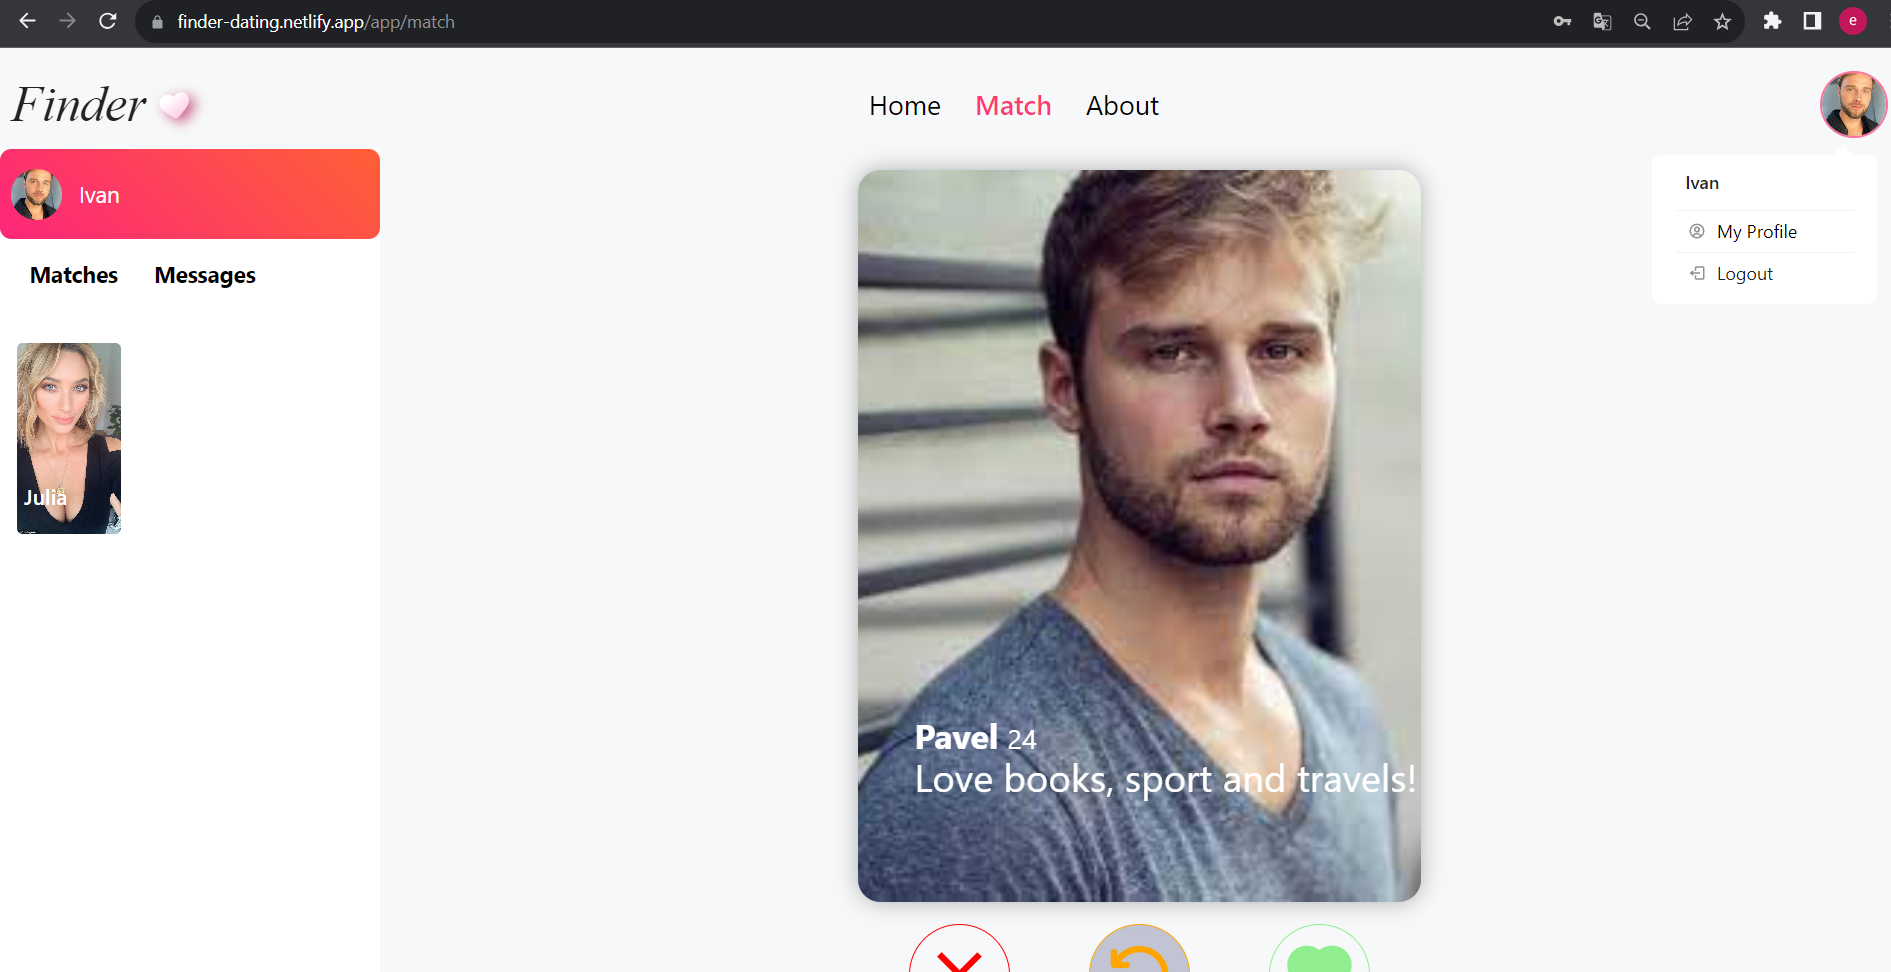 finder-dating.netlify.app/app/match
e
Finder
Home Match About
Ivan
Ivan
My Profile
Logout
Matches Messages
Julia
Pavel 24
Love books, sport and travels!